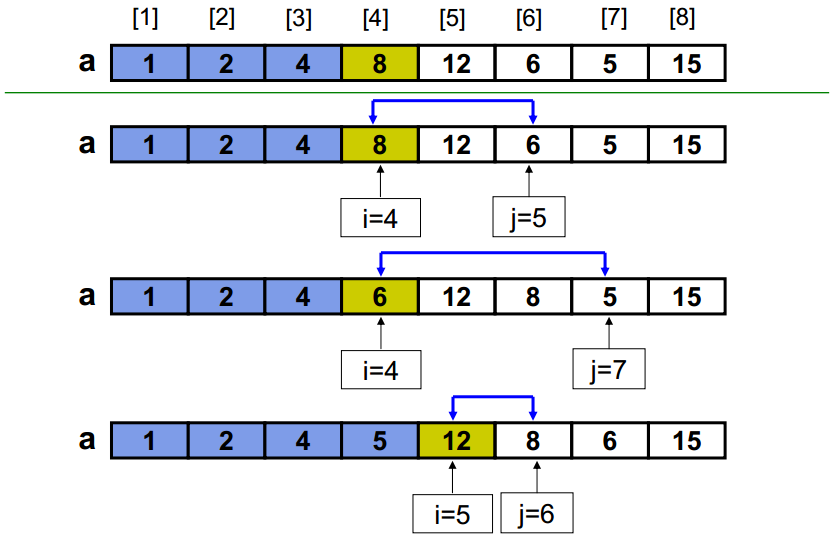 [1] [2] [3] [4] [5] [6] [7] [8]
a 1 2 4 8 12 6 5 15
a 1 2 4 8 12 6 5 15
i=4 j=5
a 1 2 4 6 12 8 5 15
i=4 j=7
a 1 2 4 5 12 8 6 15
i=5 j=6